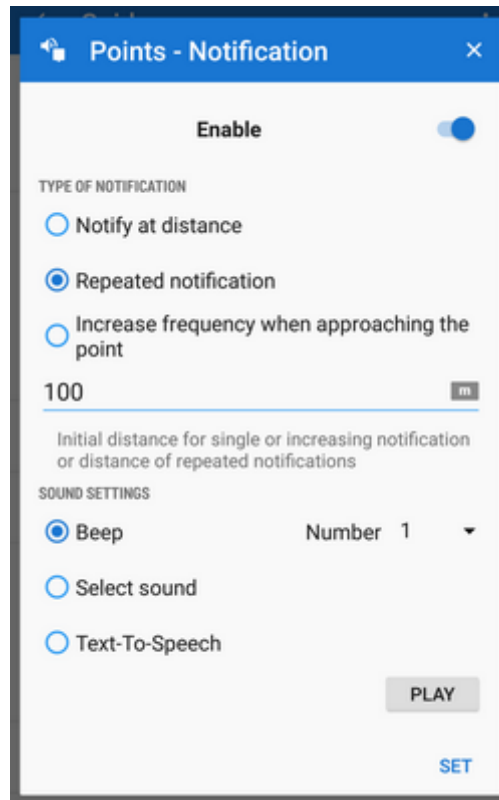 Points - Notification
Enable
TYPE OF NOTIFICATION
Notify at distance
Repeated notification
Increase frequency when approaching the
point
100 m
Initial distance for single or increasing notification
or distance of repeated notifications
SOUND SETTINGS
Beep Number 1
Select sound
Text-To-Speech
PLAY
SET